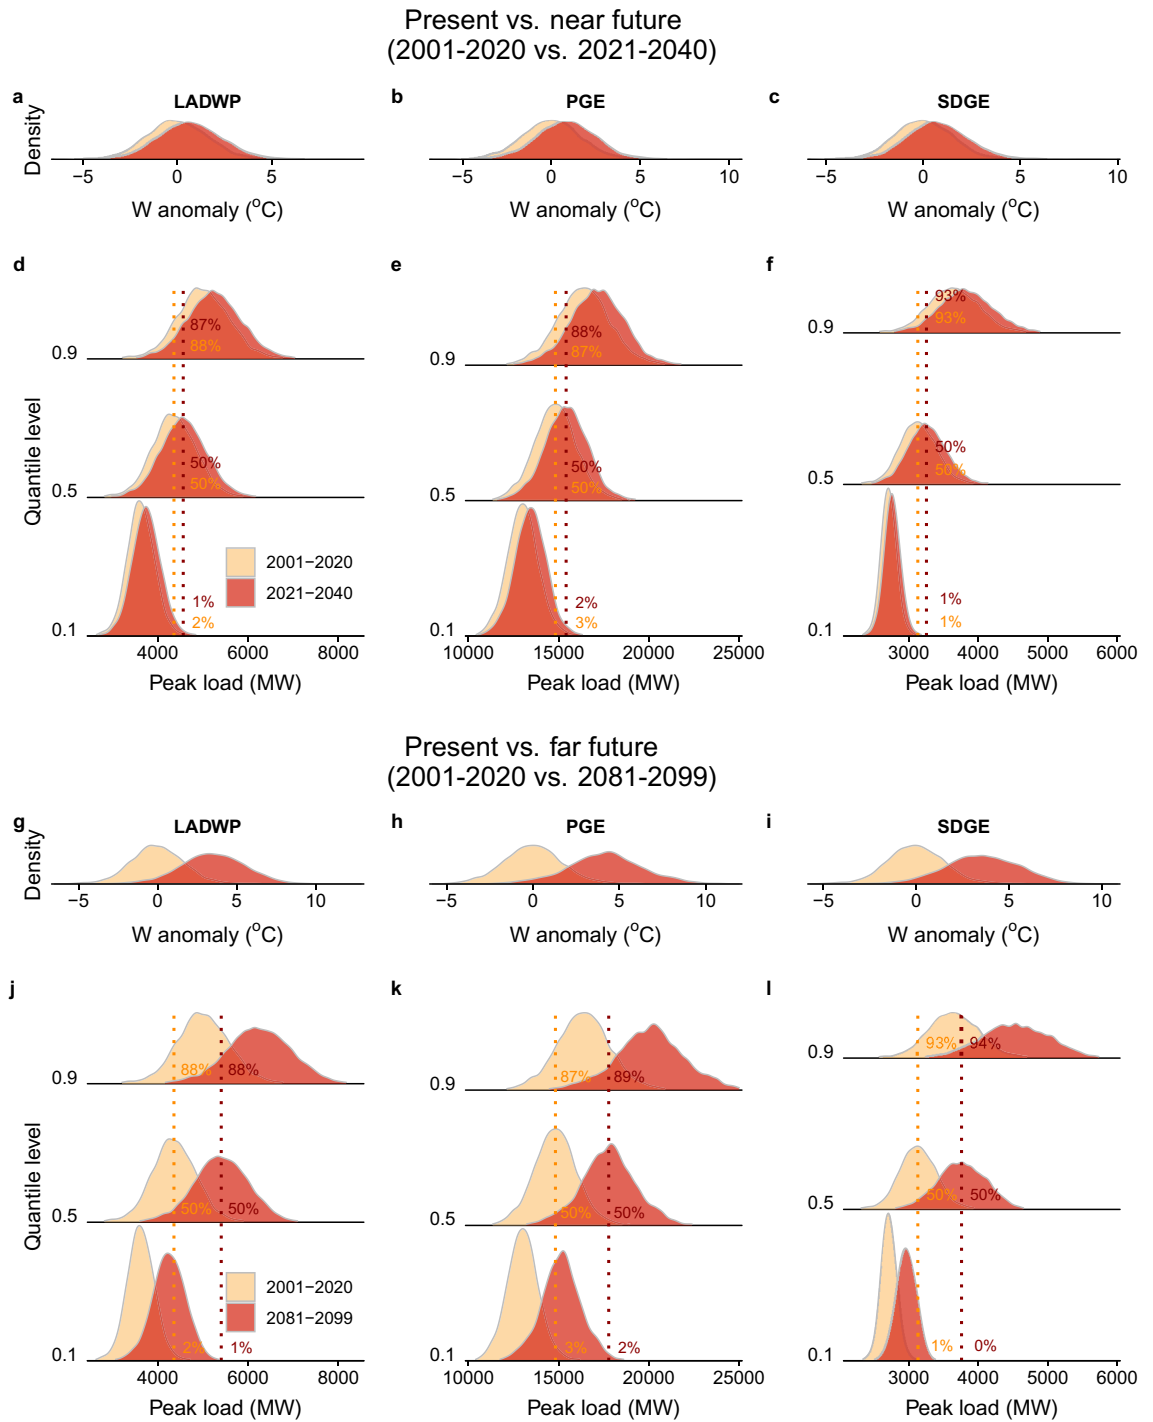 Present vs. near future
(2001-2020 vs. 2021-2040)
a
LADWP
b
PGE
c
SDGE
Density
−5 0 5
−5 0 5 10
−5 0 5 10
W anomaly (°C)
W anomaly (°C)
W anomaly (°C)
d
e
f
Quantile level
0.9
87%
88%
0.5
50%
50%
2001−2020
2021−2040
0.1
1%
2%
4000 6000 8000
Peak load (MW)
0.9
88%
87%
0.5
50%
50%
0.1
2%
3%
10000 15000 20000 25000
Peak load (MW)
0.9
93%
93%
0.5
50%
50%
0.1
1%
1%
3000 4000 5000 6000
Peak load (MW)
Present vs. far future
(2001-2020 vs. 2081-2099)
g
LADWP
h
PGE
i
SDGE
Density
−5 0 5 10
−5 0 5 10
−5 0 5 10
W anomaly (°C)
W anomaly (°C)
W anomaly (°C)
j
k
l
Quantile level
0.9
88% 88%
0.5
50% 50%
2001−2020
2081−2099
0.1
2% 1%
4000 6000 8000
Peak load (MW)
0.9
87% 89%
0.5
50% 50%
0.1
3% 2%
10000 15000 20000 25000
Peak load (MW)
0.9
93% 94%
0.5
50% 50%
0.1
1% 0%
3000 4000 5000 6000
Peak load (MW)